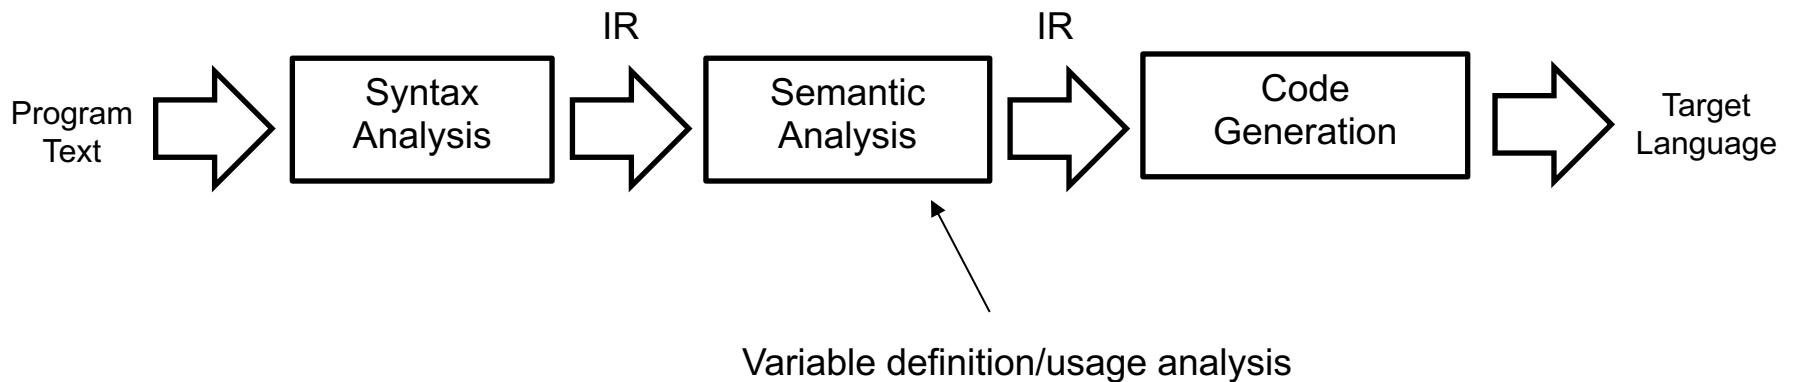 IR
IR
Program
Text
Syntax
Analysis
Semantic
Analysis
Code
Generation
Target
Language
Variable definition/usage analysis